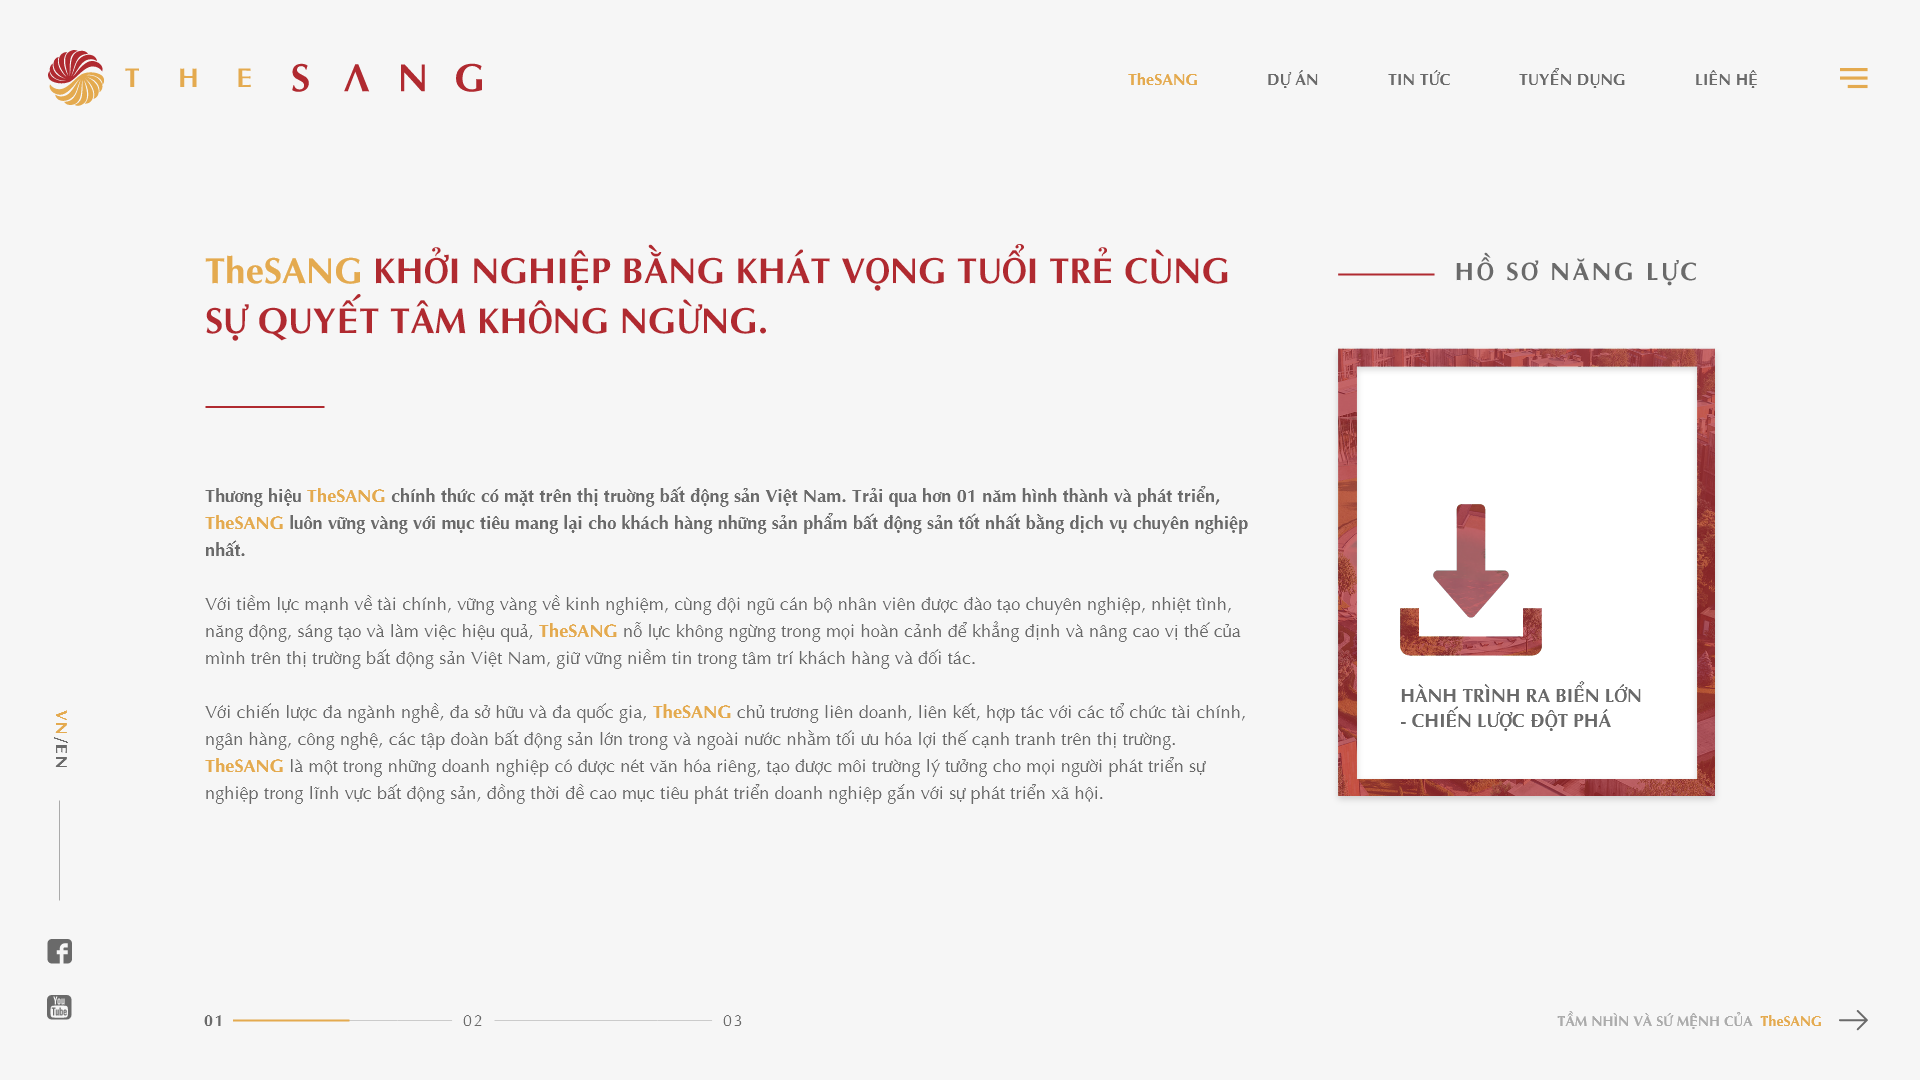 THESANG
TheSANG
DỰ ÁN
TIN TỨC
TUYỂN DỤNG
LIÊN HỆ
TheSANG KHỞI NGHIỆP BẰNG KHÁT VỌNG TUỔI TRẺ CÙNG
SỰ QUYẾT TÂM KHÔNG NGỪNG.
Thương hiệu TheSANG chính thức có mặt trên thị truờng bất động sản Việt Nam. Trải qua hơn 01 năm hình thành và phát triển,
TheSANG luôn vững vàng với mục tiêu mang lại cho khách hàng những sản phẩm bất động sản tốt nhất bằng dịch vụ chuyên nghiệp
nhất.
Với tiềm lực mạnh về tài chính, vững vàng về kinh nghiệm, cùng đội ngũ cán bộ nhân viên được đào tạo chuyên nghiệp, nhiệt tình,
năng động, sáng tạo và làm việc hiệu quả, TheSANG nỗ lực không ngừng trong mọi hoàn cảnh để khẳng định và nâng cao vị thế của
mình trên thị trường bất động sản Việt Nam, giữ vững niềm tin trong tâm trí khách hàng và đối tác.
Với chiến lược đa ngành nghề, đa sở hữu và đa quốc gia, TheSANG chủ trương liên doanh, liên kết, hợp tác với các tổ chức tài chính,
ngân hàng, công nghệ, các tập đoàn bất động sản lớn trong và ngoài nước nhằm tối ưu hóa lợi thế cạnh tranh trên thị trường.
TheSANG là một trong những doanh nghiệp có được nét văn hóa riêng, tạo được môi trường lý tưởng cho mọi người phát triển sự
nghiệp trong lĩnh vực bất động sản, đồng thời đề cao mục tiêu phát triển doanh nghiệp gắn với sự phát triển xã hội.
HỒ SƠ NĂNG LỰC
HÀNH TRÌNH RA BIỂN LỚN
- CHIẾN LƯỢC ĐỘT PHÁ
VN/EN
You
Tube
01
02
03
TẦM NHÌN VÀ SỨ MỆNH CỦA TheSANG